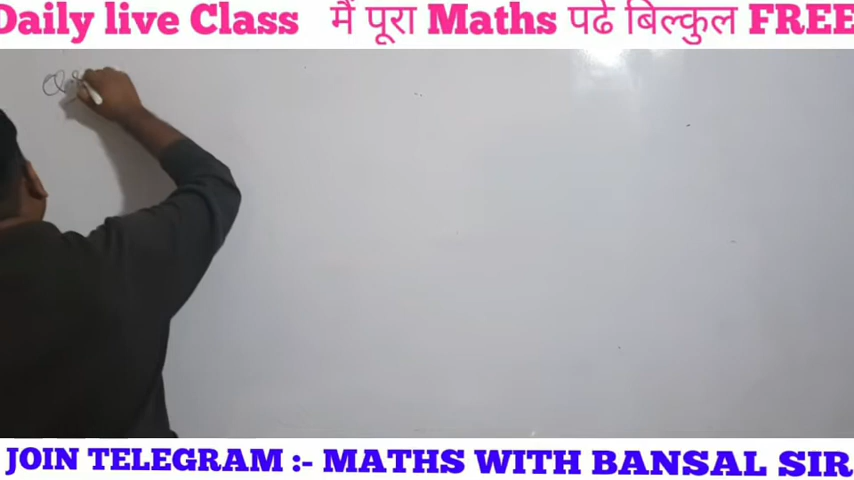 Daily live Class मैं पूरा Maths पढे बिल्कुल FREE
JOIN TELEGRAM :- MATHS WITH BANSAL SIR